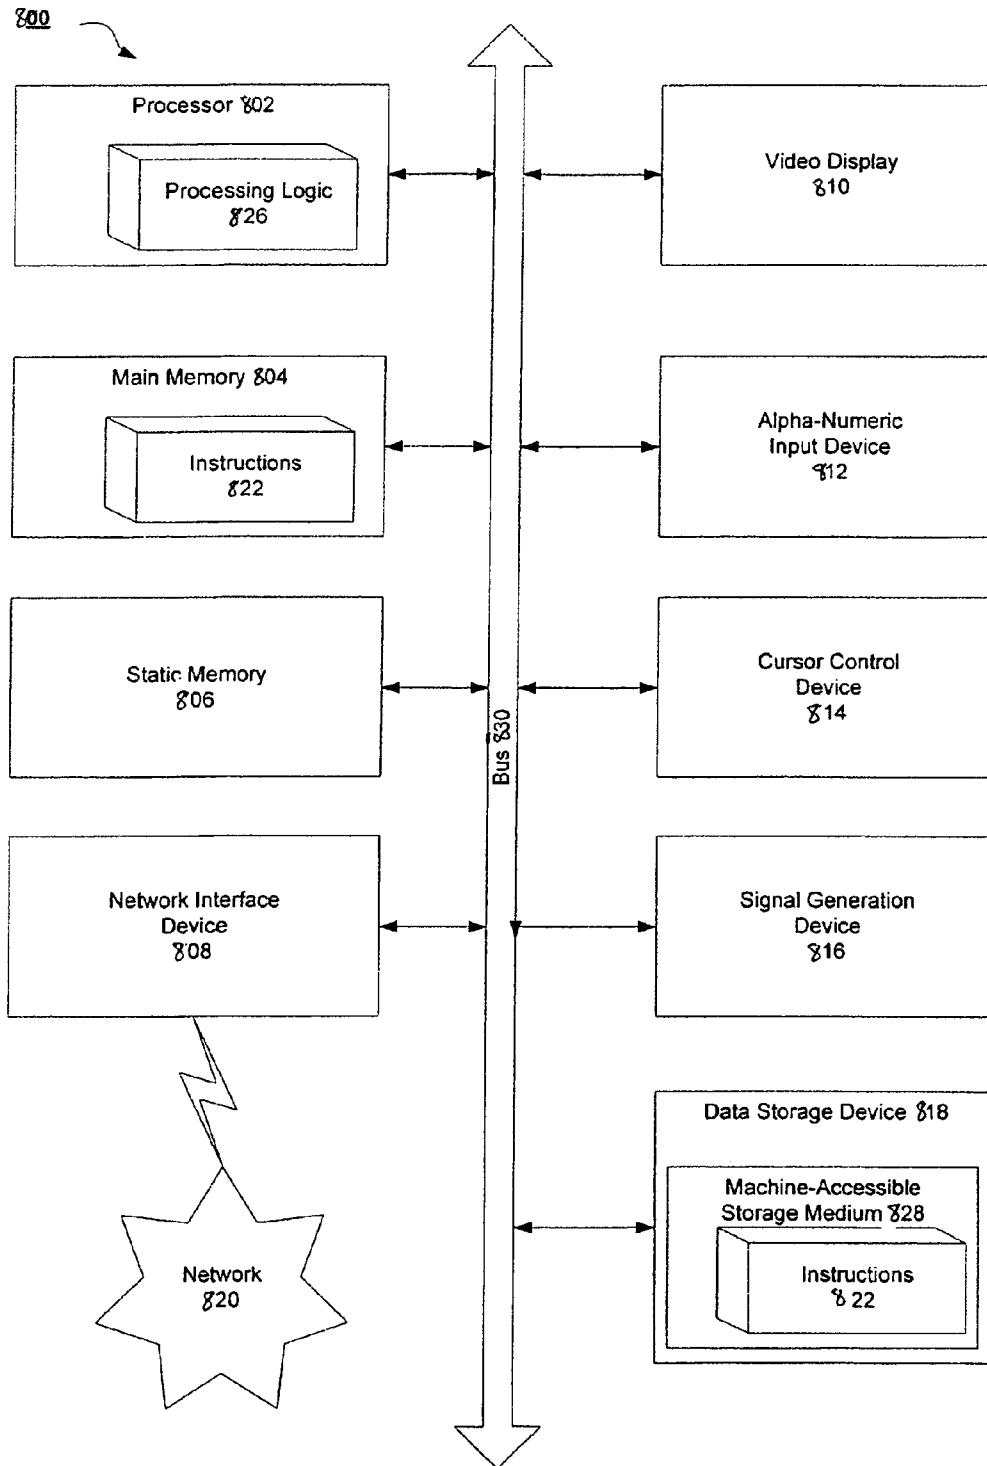 800
Processor 802
Processing Logic
826
Main Memory 804
Instructions
822
Static Memory
806
Network Interface
Device
808
Network
820
Bus 830
Video Display
810
Alpha-Numeric
Input Device
812
Cursor Control
Device
814
Signal Generation
Device
816
Data Storage Device 818
Machine-Accessible
Storage Medium 828
Instructions
822